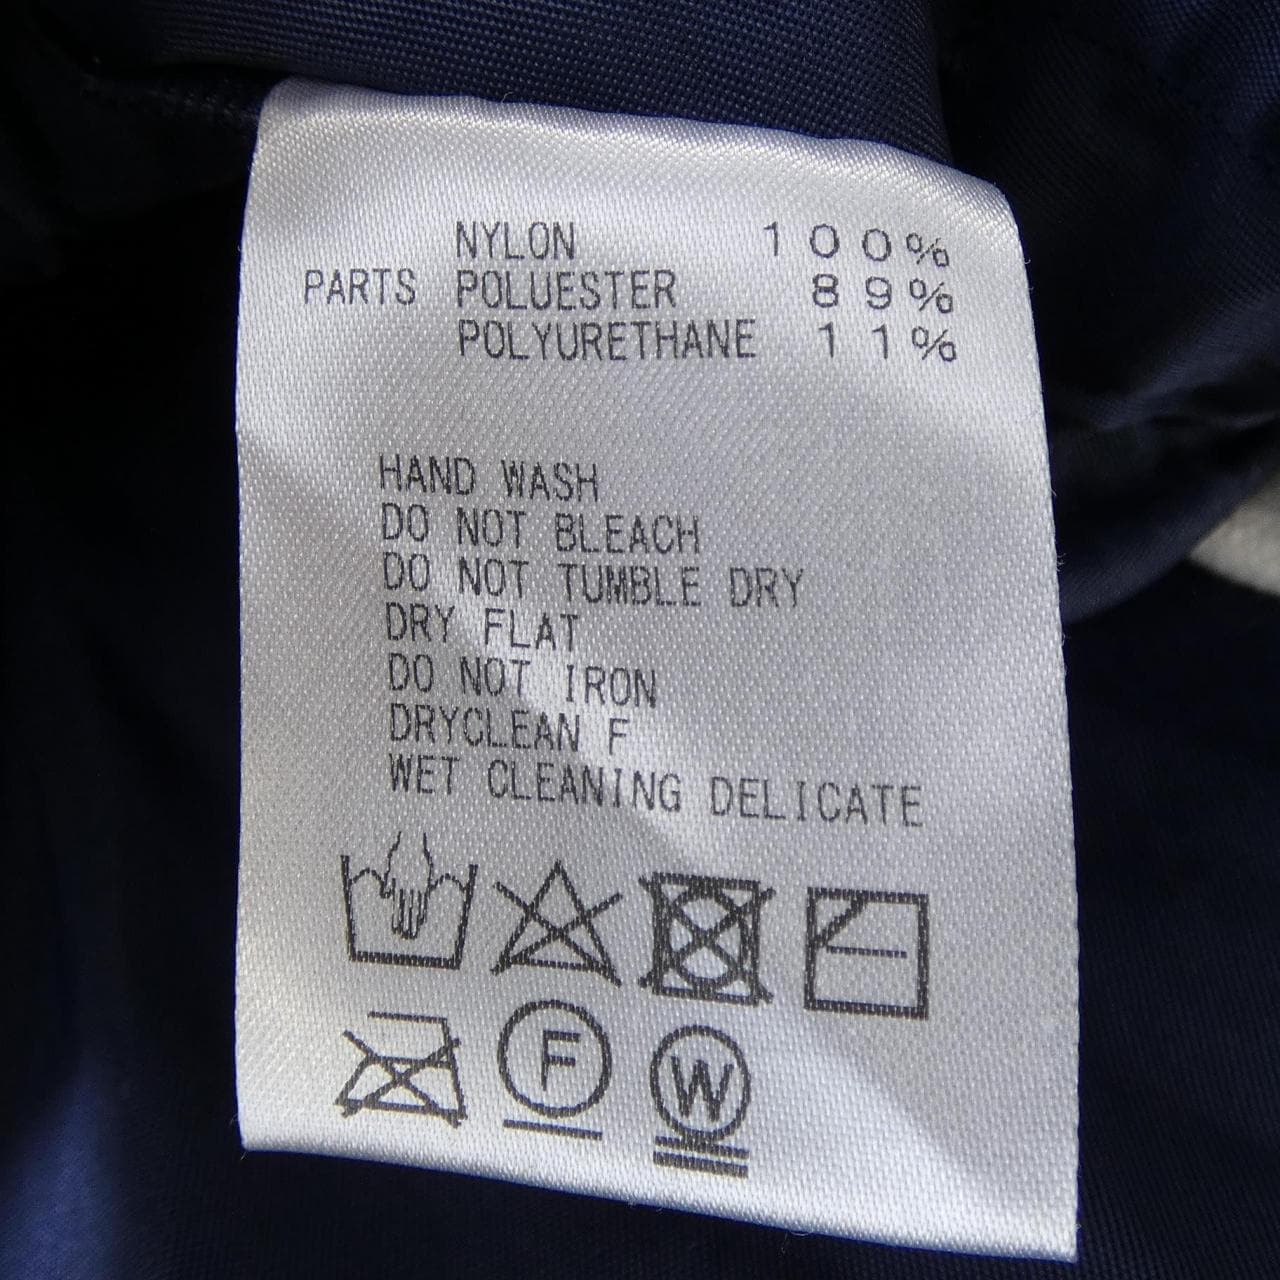 NYLON 100%
PARTS POLUESTER 89%
POLYURETHANE 11%
HAND WASH
DO NOT BLEACH
DO NOT TUMBLE DRY
DRY FLAT
DO NOT IRON
DRYCLEAN F
WET CLEANING DELICATE
F W